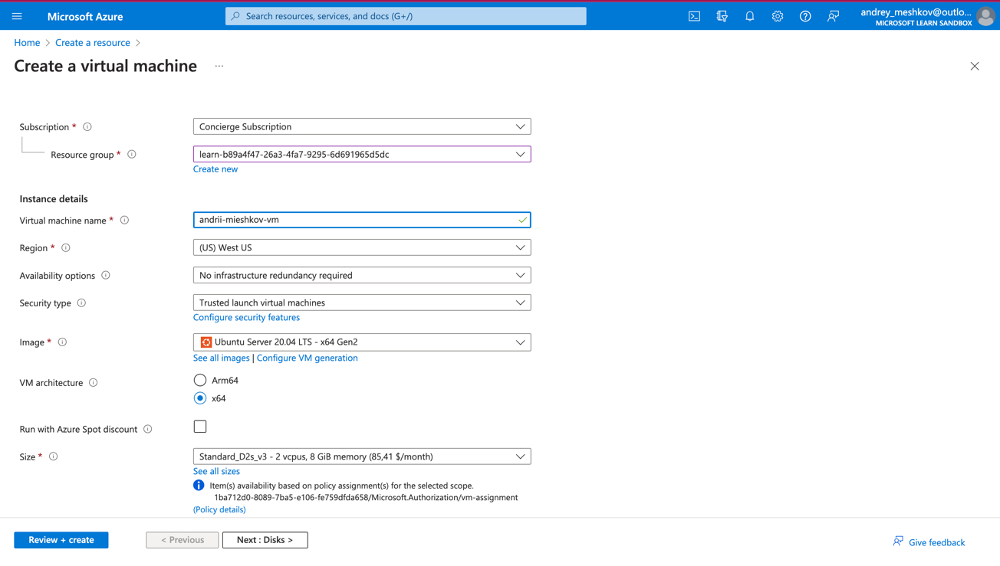 Microsoft Azure
Search resources, services, and docs (G+/)
andrey_meshkov@outlo...
MICROSOFT LEARN SANDBOX
Home > Create a resource >
Create a virtual machine ...
Subscription *
Concierge Subscription
Resource group *
learn-b89a4f47-26a3-4fa7-9295-6d691965d5dc
Create new
Instance details
Virtual machine name *
andrii-mieshkov-vm
Region *
(US) West US
Availability options
No infrastructure redundancy required
Security type
Trusted launch virtual machines
Configure security features
Image *
Ubuntu Server 20.04 LTS - x64 Gen2
See all images | Configure VM generation
VM architecture
Arm64
x64
Run with Azure Spot discount
Size *
Standard_D2s_v3 - 2 vcpus, 8 GiB memory (85,41 $/month)
See all sizes
Item(s) availability based on policy assignment(s) for the selected scope.
1ba712d0-8089-7ba5-e106-fe759dfda658/Microsoft.Authorization/vm-assignment
(Policy details)
Review + create
< Previous
Next : Disks >
Give feedback